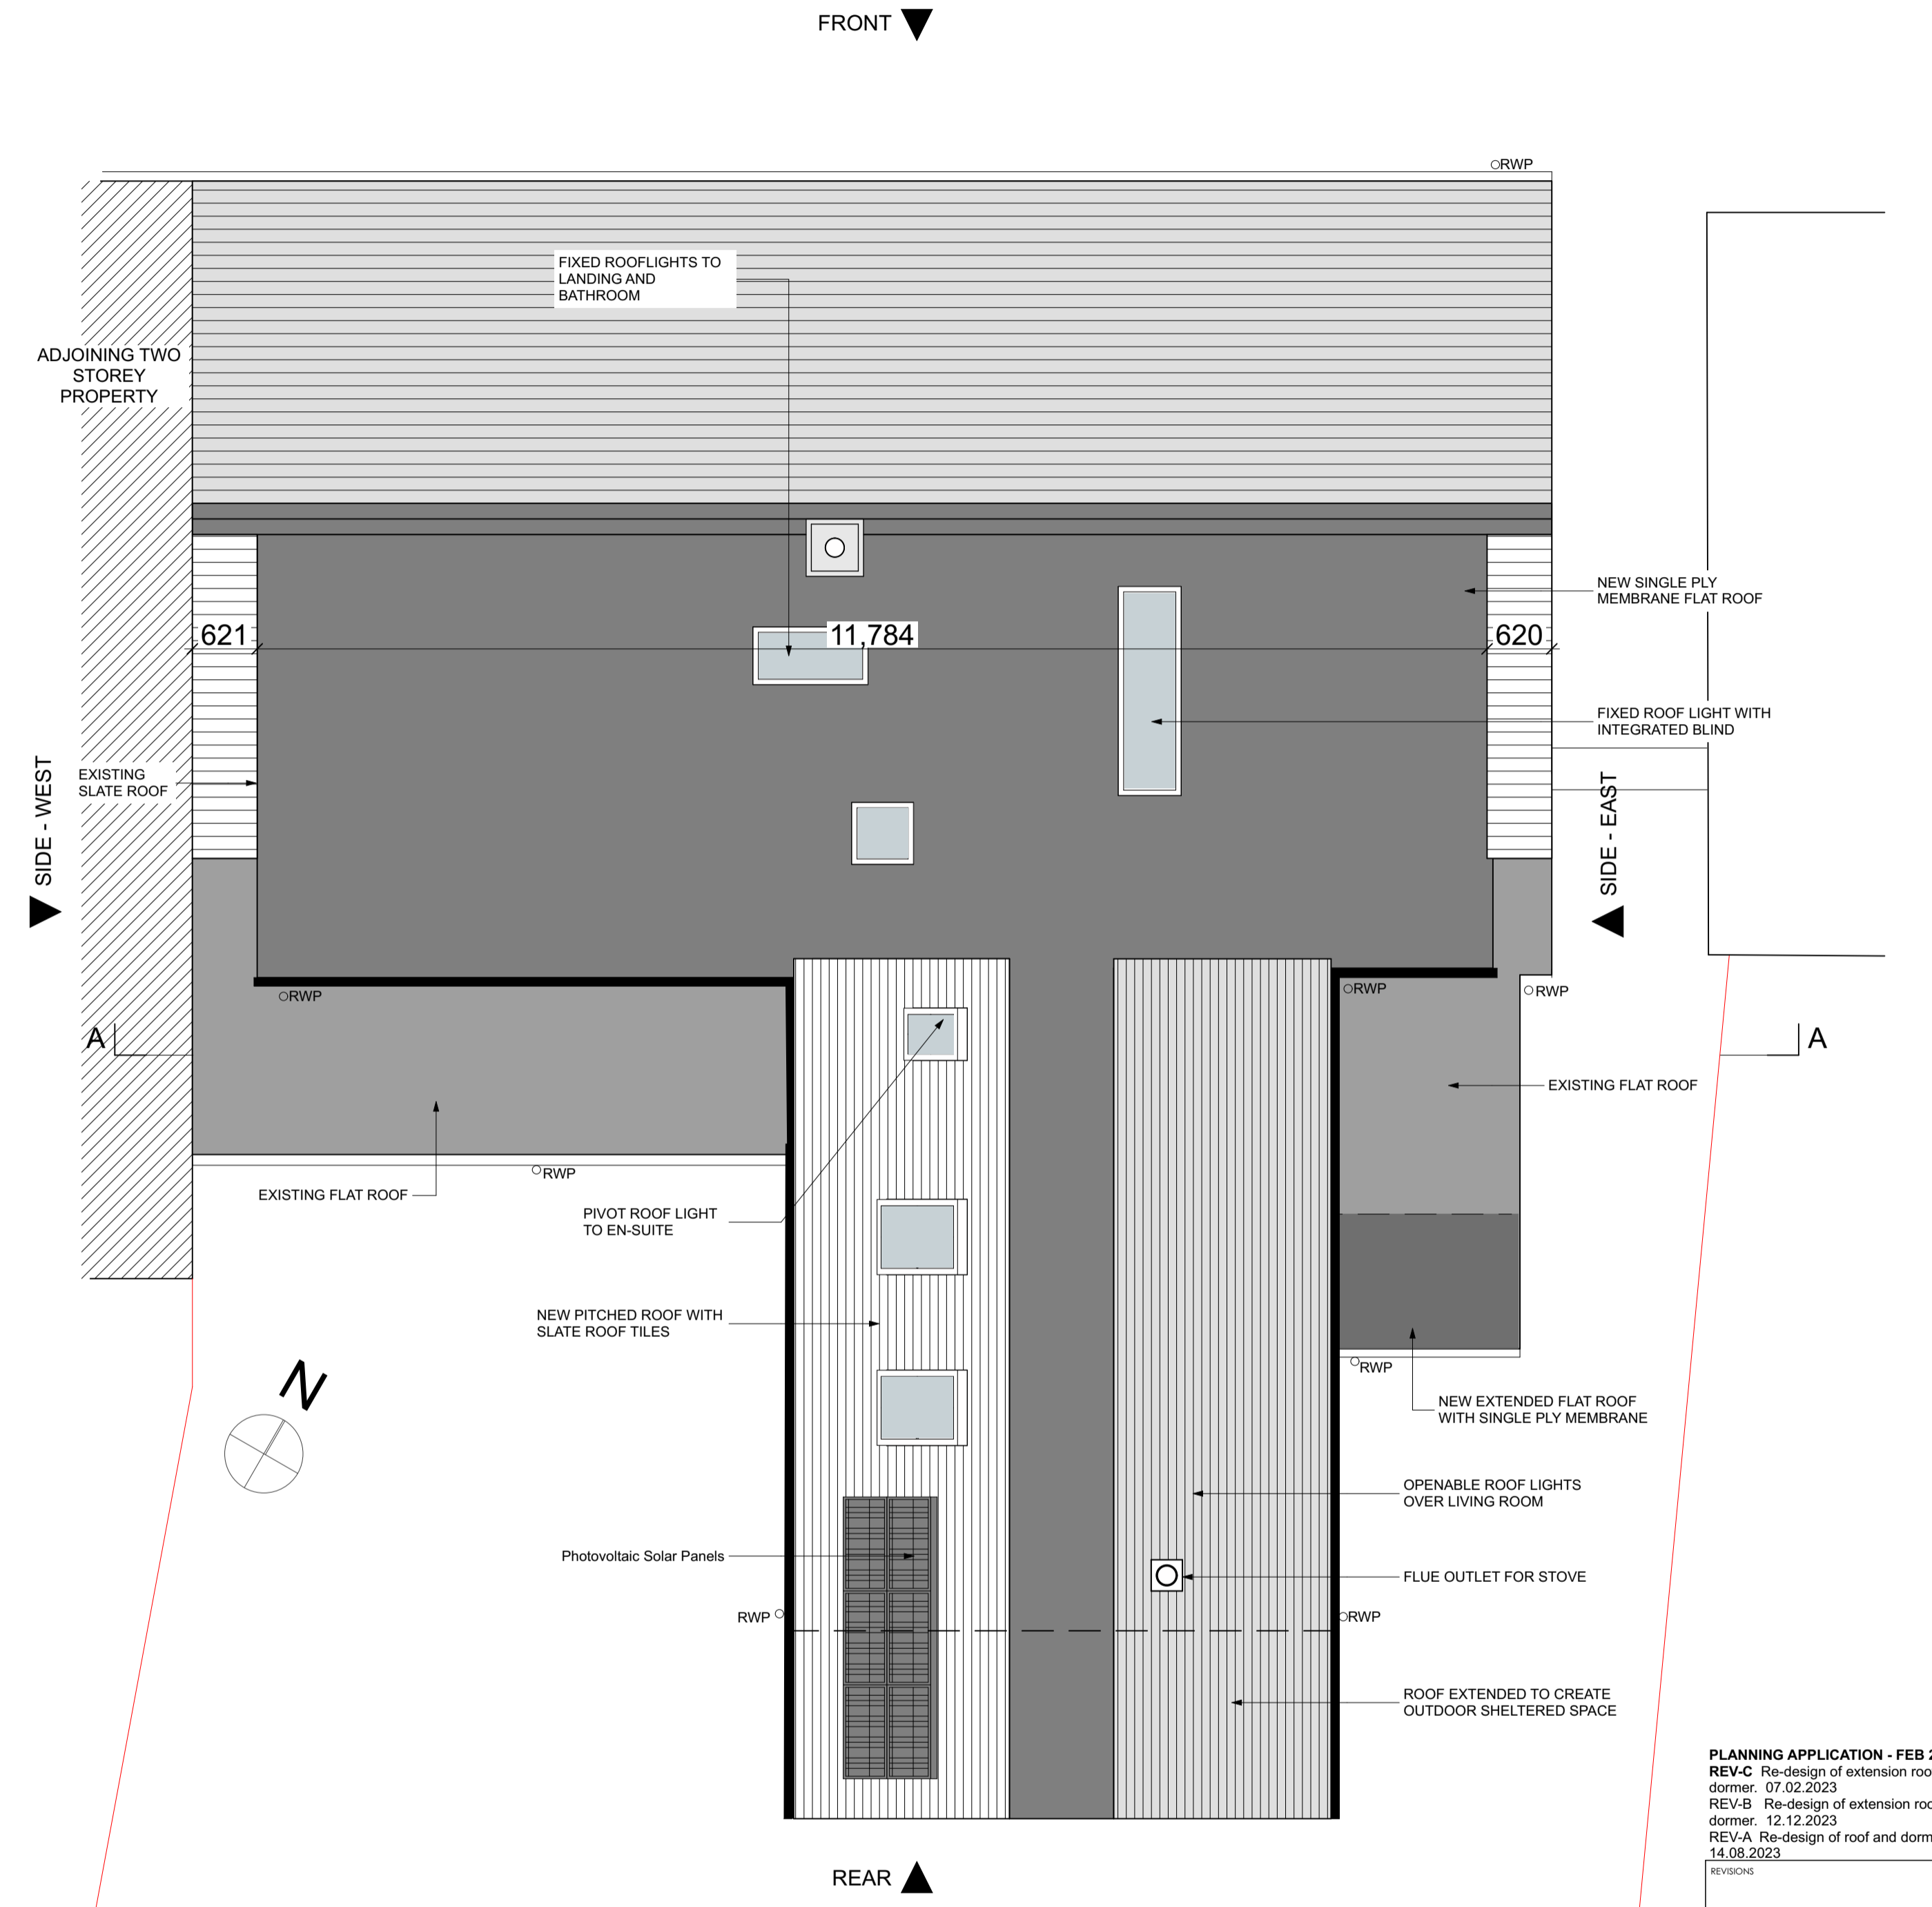 FRONT
RWP
FIXED ROOFLIGHTS TO
LANDING AND
BATHROOM
ADJOINING TWO
STOREY
PROPERTY
NEW SINGLE PLY
MEMBRANE FLAT ROOF
621
11,784
620
FIXED ROOF LIGHT WITH
INTEGRATED BLIND
EXISTING
SLATE ROOF
SIDE - WEST
SIDE - EAST
RWP
RWP
RWP
A
A
EXISTING FLAT ROOF
RWP
EXISTING FLAT ROOF
PIVOT ROOF LIGHT
TO EN-SUITE
NEW PITCHED ROOF WITH
SLATE ROOF TILES
RWP
N
NEW EXTENDED FLAT ROOF
WITH SINGLE PLY MEMBRANE
OPENABLE ROOF LIGHTS
OVER LIVING ROOM
Photovoltaic Solar Panels
FLUE OUTLET FOR STOVE
RWP
RWP
ROOF EXTENDED TO CREATE
OUTDOOR SHELTERED SPACE
PLANNING APPLICATION - FEB 2
REV-C Re-design of extension roo
dormer. 07.02.2023
REV-B Re-design of extension roo
dormer. 12.12.2023
REV-A Re-design of roof and dorm
14.08.2023
REVISIONS
REAR